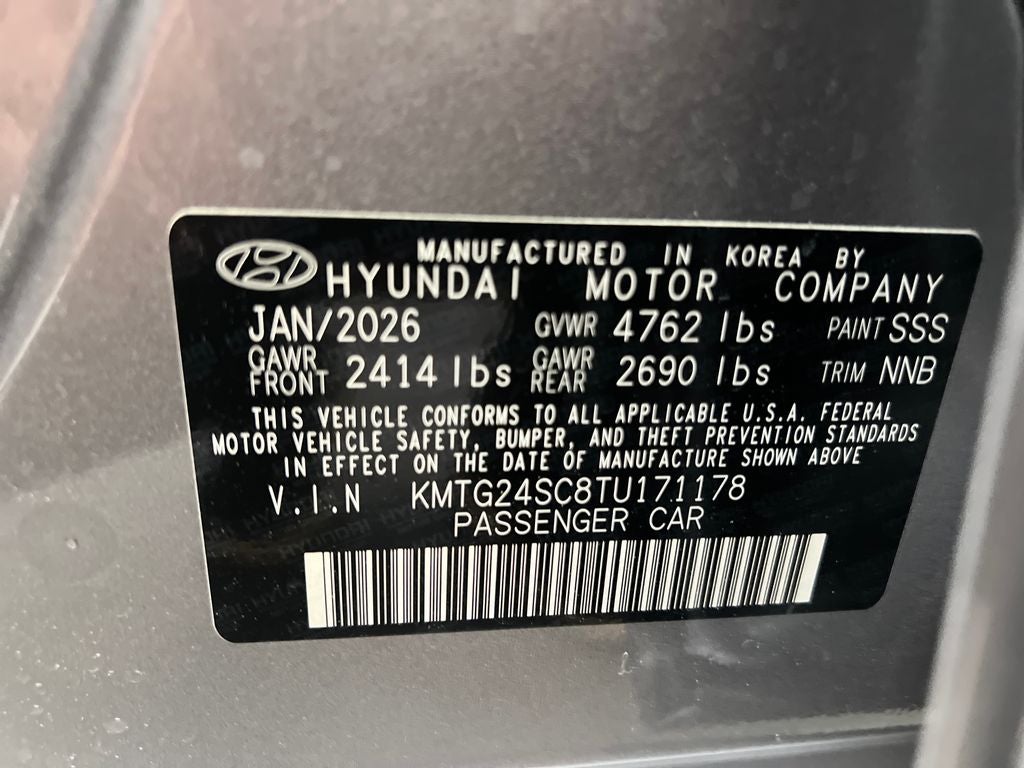 MANUFACTURED IN KOREA BY
HYUNDAI MOTOR COMPANY
JAN/2026 GVWR 4762 lbs PAINT SSS
GAWR FRONT 2414 lbs GAWR REAR 2690 lbs TRIM NNB
THIS VEHICLE CONFORMS TO ALL APPLICABLE U.S.A. FEDERAL
MOTOR VEHICLE SAFETY, BUMPER, AND THEFT PREVENTION STANDARDS
IN EFFECT ON THE DATE OF MANUFACTURE SHOWN ABOVE
V.I.N KMTG24SC8TU171178
PASSENGER CAR